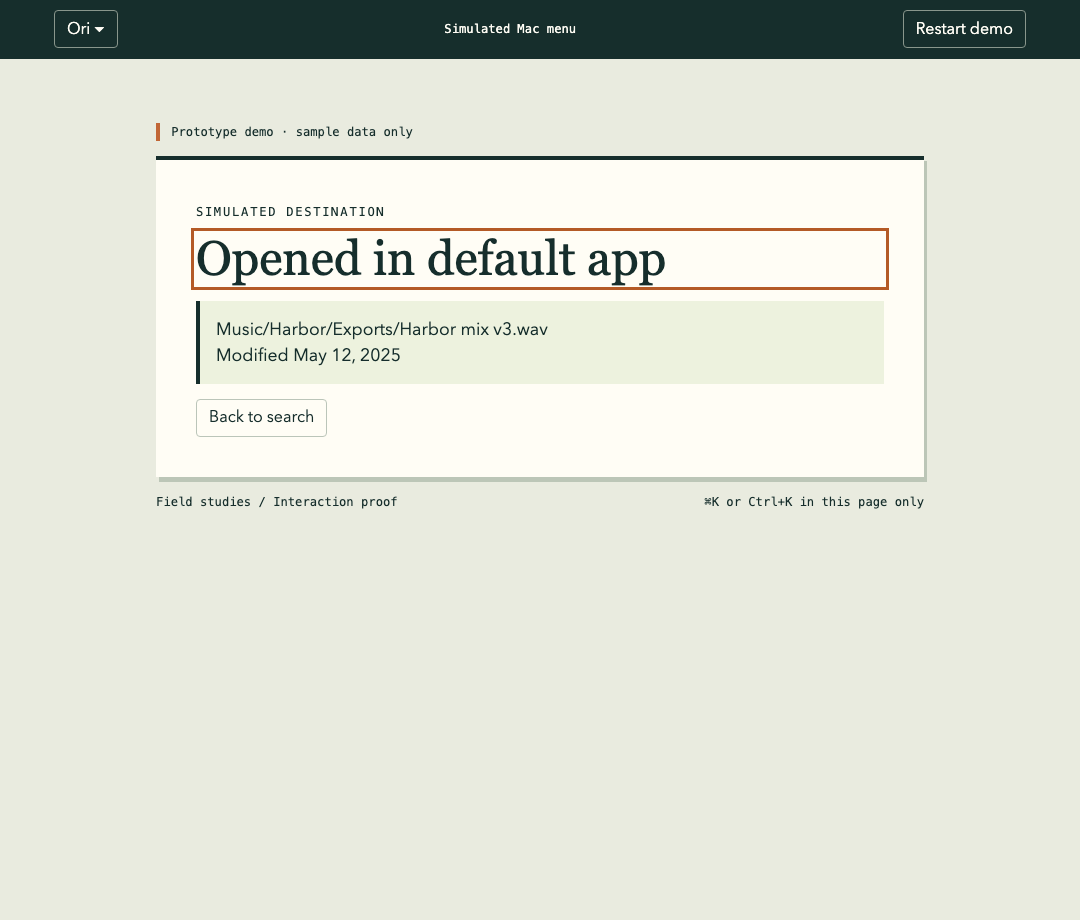 Ori
Simulated Mac menu
Restart demo
Prototype demo · sample data only
SIMULATED DESTINATION
Opened in default app
Music/Harbor/Exports/Harbor mix v3.wav
Modified May 12, 2025
Back to search
Field studies / Interaction proof
⌘K or Ctrl+K in this page only